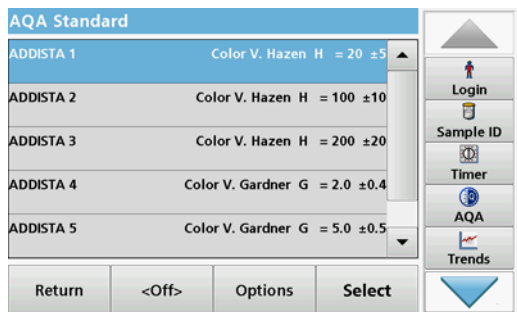 AQA Standard
ADDISTA 1 Color V. Hazen H = 20 ±5
ADDISTA 2 Color V. Hazen H = 100 ±10
ADDISTA 3 Color V. Hazen H = 200 ±20
ADDISTA 4 Color V. Gardner G = 2.0 ±0.4
ADDISTA 5 Color V. Gardner G = 5.0 ±0.5
Return <Off> Options Select
Login
Sample ID
Timer
AQA
Trends